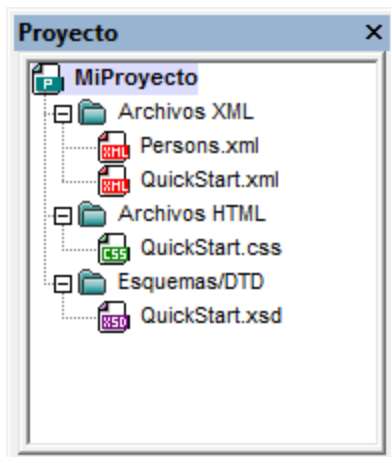 Proyecto
MiProyecto
Archivos XML
Persons.xml
QuickStart.xml
Archivos HTML
QuickStart.css
Esquemas/DTD
QuickStart.xsd